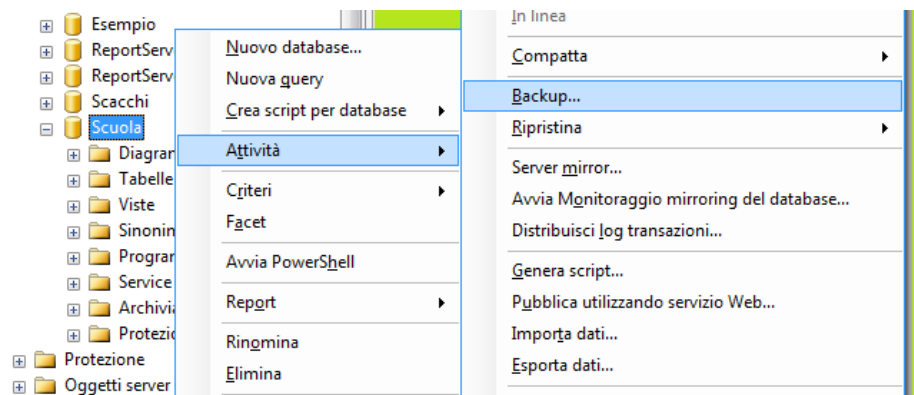 Esempio
ReportServ
ReportServ
Scacchi
Scuola
Diagran
Tabelle
Viste
Sinonin
Program
Service
Archivia
Protezio
Protezione
Oggetti server
Nuovo database...
Nuova query
Crea script per database
Attività
Criteri
Facet
Avvia PowerShell
Report
Rinomina
Elimina
In linea
Compatta
Backup...
Ripristina
Server mirror...
Avvia Monitoraggio mirroring del database...
Distribuisci log transazioni...
Genera script...
Pubblica utilizzando servizio Web...
Importa dati...
Esporta dati...